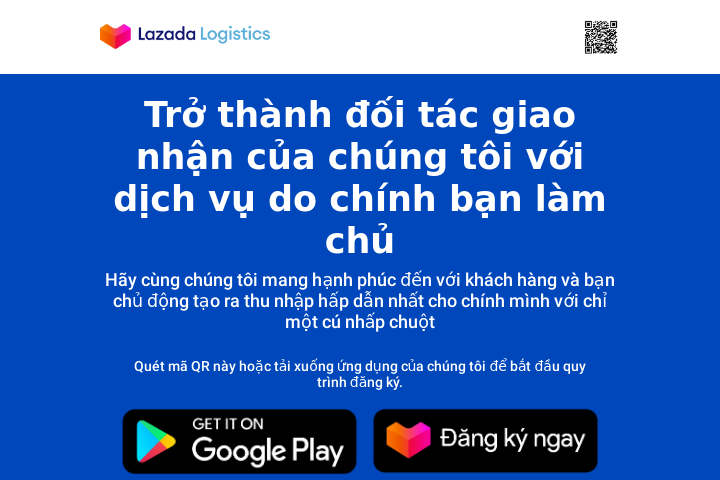 Lazada Logistics
Trở thành đối tác giao
nhận của chúng tôi với
dịch vụ do chính bạn làm
chủ
Hãy cùng chúng tôi mang hạnh phúc đến với khách hàng và bạn
chủ động tạo ra thu nhập hấp dẫn nhất cho chính mình với chỉ
một cú nhấp chuột
Quét mã QR này hoặc tải xuống ứng dụng của chúng tôi để bắt đầu quy
trình đăng ký.
GET IT ON
Google Play
Đăng ký ngay